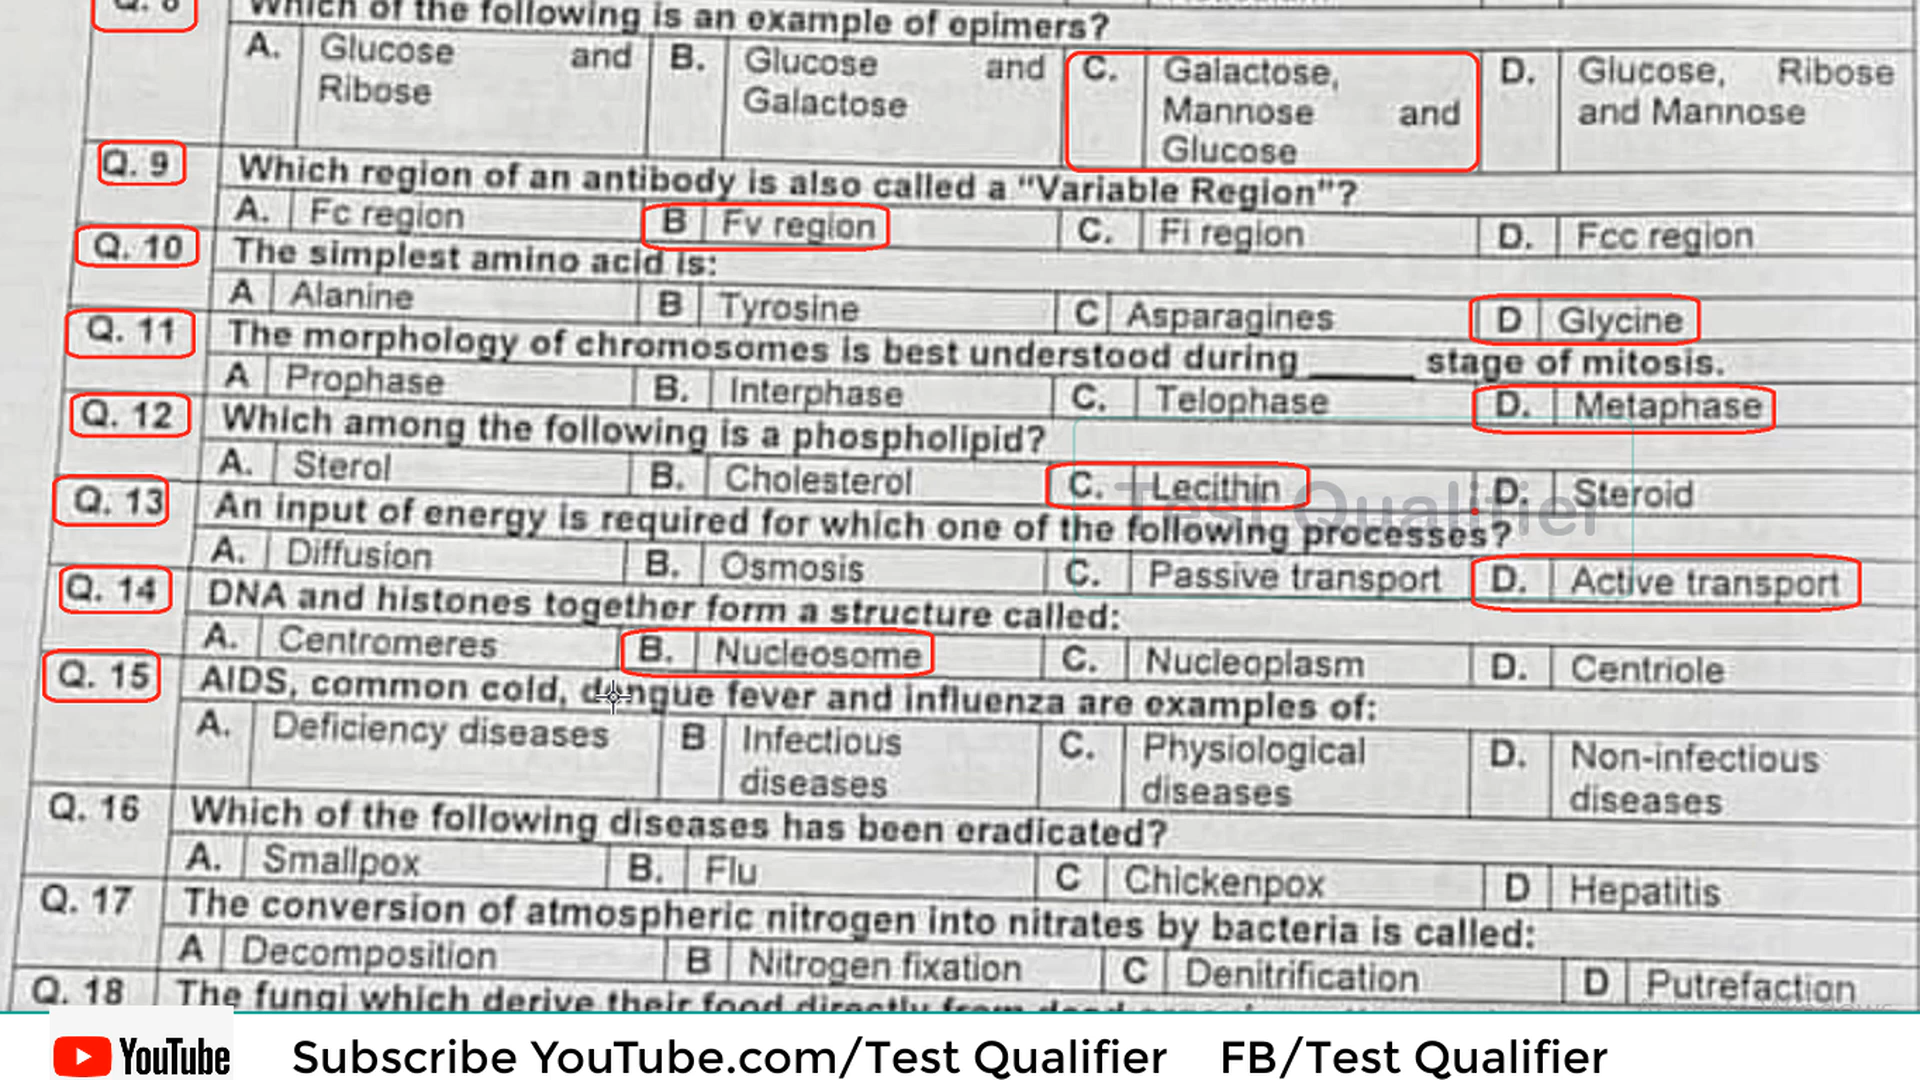 Q. 8 Which of the following is an example of epimers?
A. Glucose and Ribose B. Glucose and Galactose C. Galactose, Mannose and Glucose D. Glucose, Ribose and Mannose
Q. 9 Which region of an antibody is also called a “Variable Region”?
A. Fc region B Fv region C. Fi region D. Fcc region
Q. 10 The simplest amino acid is:
A Alanine B Tyrosine C Asparagines D Glycine
Q. 11 The morphology of chromosomes is best understood during ______ stage of mitosis.
A Prophase B. Interphase C. Telophase D. Metaphase
Q. 12 Which among the following is a phospholipid?
A. Sterol B. Cholesterol C. Lecithin D. Steroid
Test Qualifier
Q. 13 An input of energy is required for which one of the following processes?
A. Diffusion B. Osmosis C. Passive transport D. Active transport
Q. 14 DNA and histones together form a structure called:
A. Centromeres B. Nucleosome C. Nucleoplasm D. Centriole
Q. 15 AIDS, common cold, dengue fever and influenza are examples of:
A. Deficiency diseases B Infectious diseases C. Physiological diseases D. Non-infectious diseases
Q. 16 Which of the following diseases has been eradicated?
A. Smallpox B. Flu C Chickenpox D Hepatitis
Q. 17 The conversion of atmospheric nitrogen into nitrates by bacteria is called:
A Decomposition B Nitrogen fixation C Denitrification D Putrefaction
Q. 18 The fungi which derive their food directly from dead
YouTube Subscribe YouTube.com/Test Qualifier FB/Test Qualifier